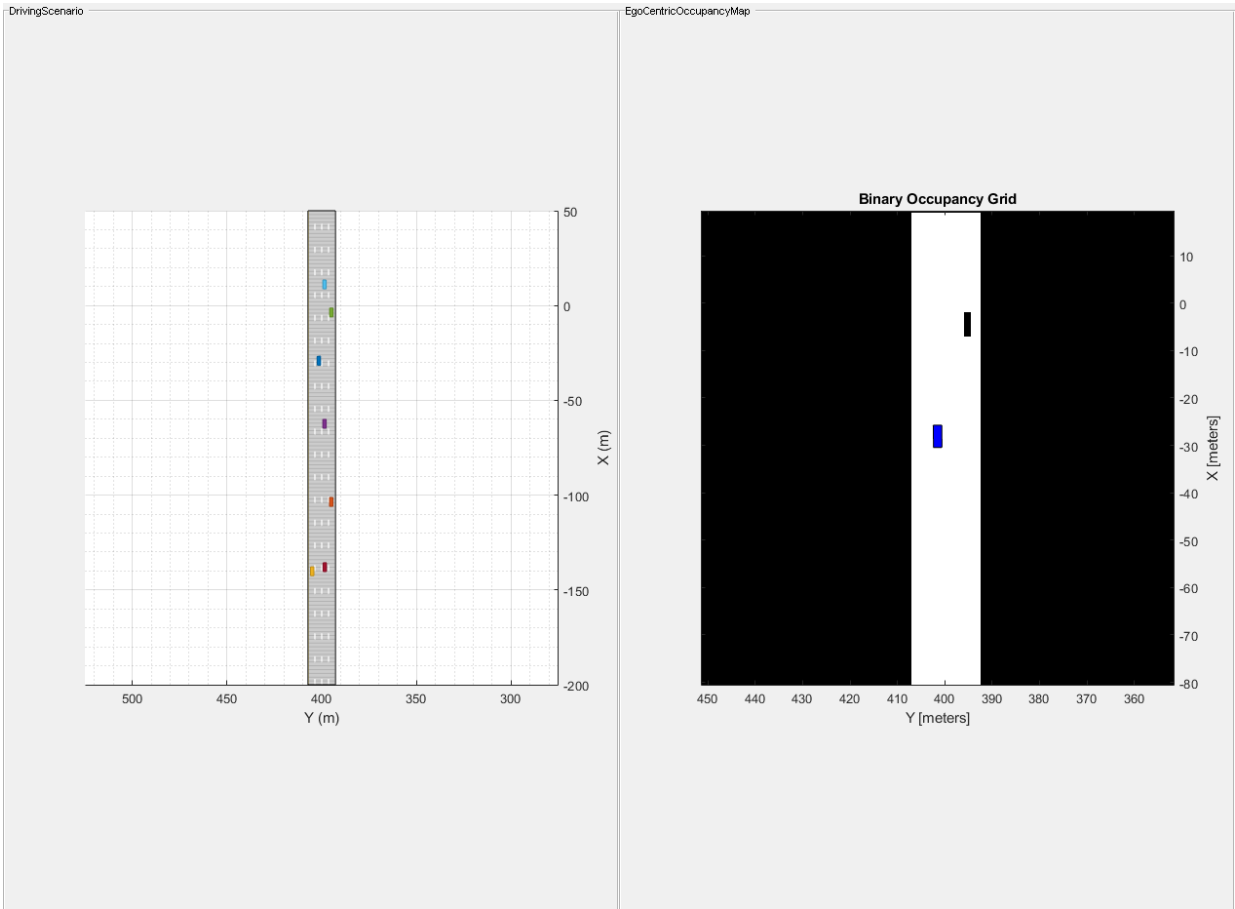 DrivingScenario
50
0
-50
-100
-150
-200
X (m)
500 450 400 350 300
Y (m)
EgoCentricOccupancyMap
Binary Occupancy Grid
10
0
-10
-20
-30
-40
-50
-60
-70
-80
X [meters]
450 440 430 420 410 400 390 380 370 360
Y [meters]